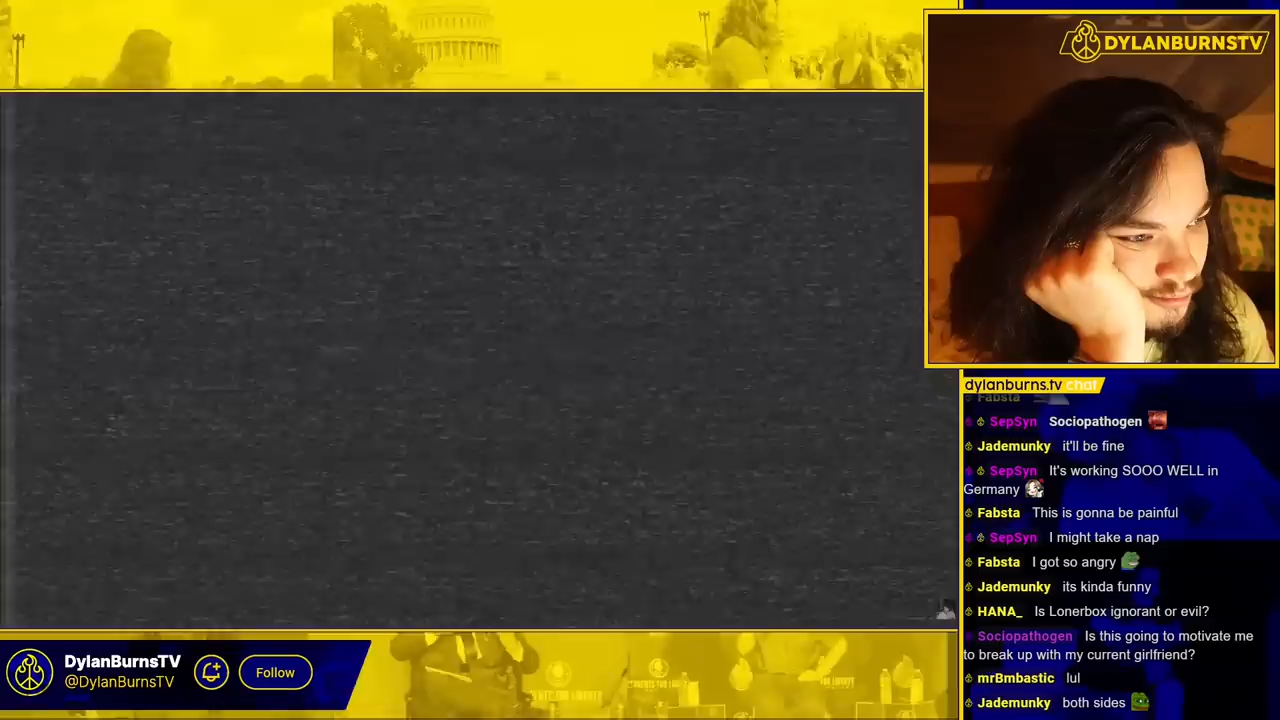 DYLANBURNSTV
dylanburns.tv chat
Fabsta
SepSyn Sociopathogen
Jademunky it'll be fine
SepSyn It's working SOOO WELL in
Germany
Fabsta This is gonna be painful
SepSyn I might take a nap
Fabsta I got so angry
Jademunky its kinda funny
HANA_ Is Lonerbox ignorant or evil?
Sociopathogen Is this going to motivate me
to break up with my current girlfriend?
mrBmbastic lul
Jademunky both sides
DylanBurnsTV
@DylanBurnsTV
Follow